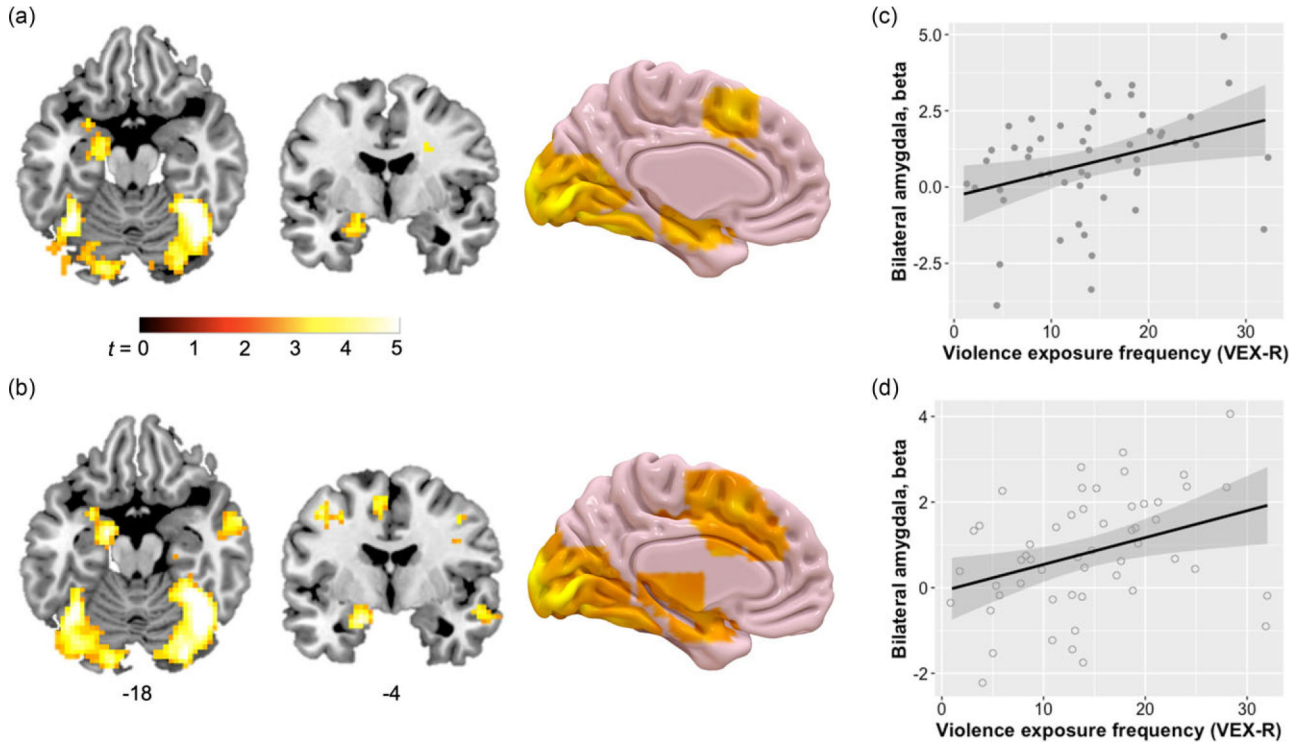 (a)
t = 0 1 2 3 4 5
(b)
-18 -4
(c)
Bilateral amygdala, beta
5.0
2.5
0.0
-2.5
0 10 20 30
Violence exposure frequency (VEX-R)
(d)
Bilateral amygdala, beta
4
2
0
-2
0 10 20 30
Violence exposure frequency (VEX-R)